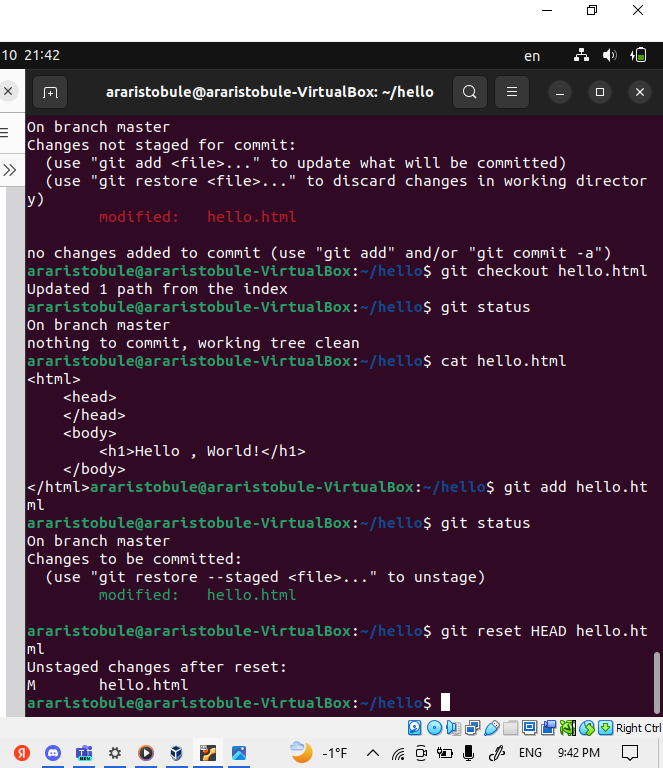 10 21:42
en
araristobule@araristobule-VirtualBox: ~/hello
On branch master
Changes not staged for commit:
  (use "git add <file>..." to update what will be committed)
  (use "git restore <file>..." to discard changes in working director
y)
        modified:   hello.html
no changes added to commit (use "git add" and/or "git commit -a")
araristobule@araristobule-VirtualBox:~/hello$ git checkout hello.html
Updated 1 path from the index
araristobule@araristobule-VirtualBox:~/hello$ git status
On branch master
nothing to commit, working tree clean
araristobule@araristobule-VirtualBox:~/hello$ cat hello.html
<html>
    <head>
    </head>
    <body>
        <h1>Hello , World!</h1>
    </body>
</html>araristobule@araristobule-VirtualBox:~/hello$ git add hello.ht
ml
araristobule@araristobule-VirtualBox:~/hello$ git status
On branch master
Changes to be committed:
  (use "git restore --staged <file>..." to unstage)
        modified:   hello.html
araristobule@araristobule-VirtualBox:~/hello$ git reset HEAD hello.ht
ml
Unstaged changes after reset:
M       hello.html
araristobule@araristobule-VirtualBox:~/hello$
Right Ctrl
Я
NEW
-1°F
ENG
9:42 PM